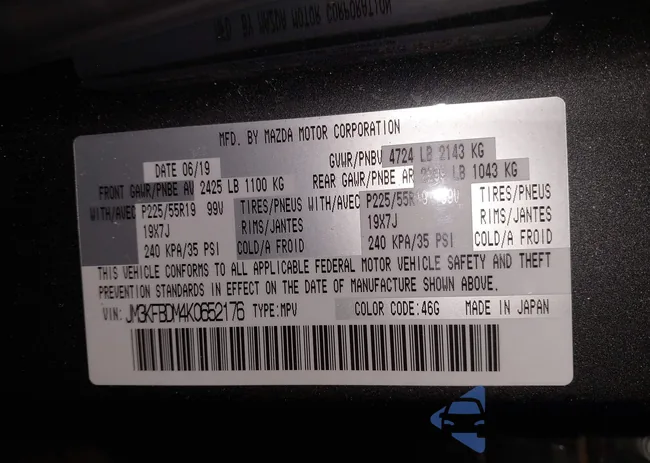 MFD. BY MAZDA MOTOR CORPORATION
DATE 06/19 GVWR/PNBV 4724 LB 2143 KG
FRONT GAWR/PNBE AV 2425 LB 1100 KG REAR GAWR/PNBE AR LB 1043 KG
WITH/AVEC P225/55R19 99V TIRES/PNEUS WITH/AVEC P225/55R19 99V TIRES/PNEUS
19X7J RIMS/JANTES 19X7J RIMS/JANTES
240 KPA/35 PSI COLD/A FROID 240 KPA/35 PSI COLD/A FROID
THIS VEHICLE CONFORMS TO ALL APPLICABLE FEDERAL MOTOR VEHICLE SAFETY AND THEFT
PREVENTION STANDARDS IN EFFECT ON THE DATE OF MANUFACTURE SHOWN ABOVE.
VIN: JM3KFBDM4K0652176 TYPE:MPV COLOR CODE:46G MADE IN JAPAN